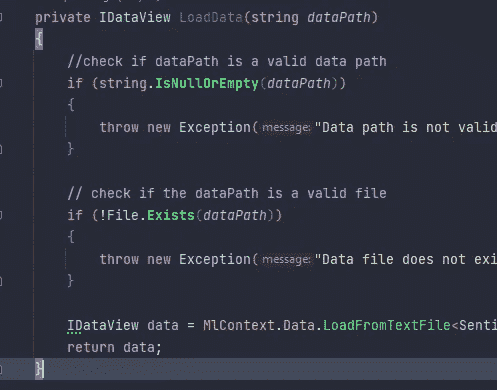 private IDataView LoadData(string dataPath)
{
//check if dataPath is a valid data path
if (string.IsNullOrEmpty(dataPath))
{
throw new Exception( message: "Data path is not valid
}
// check if the dataPath is a valid file
if (!File.Exists(dataPath))
{
throw new Exception( message: "Data file does not exi
}
IDataView data = MlContext.Data.LoadFromTextFile<Senti
return data;
}